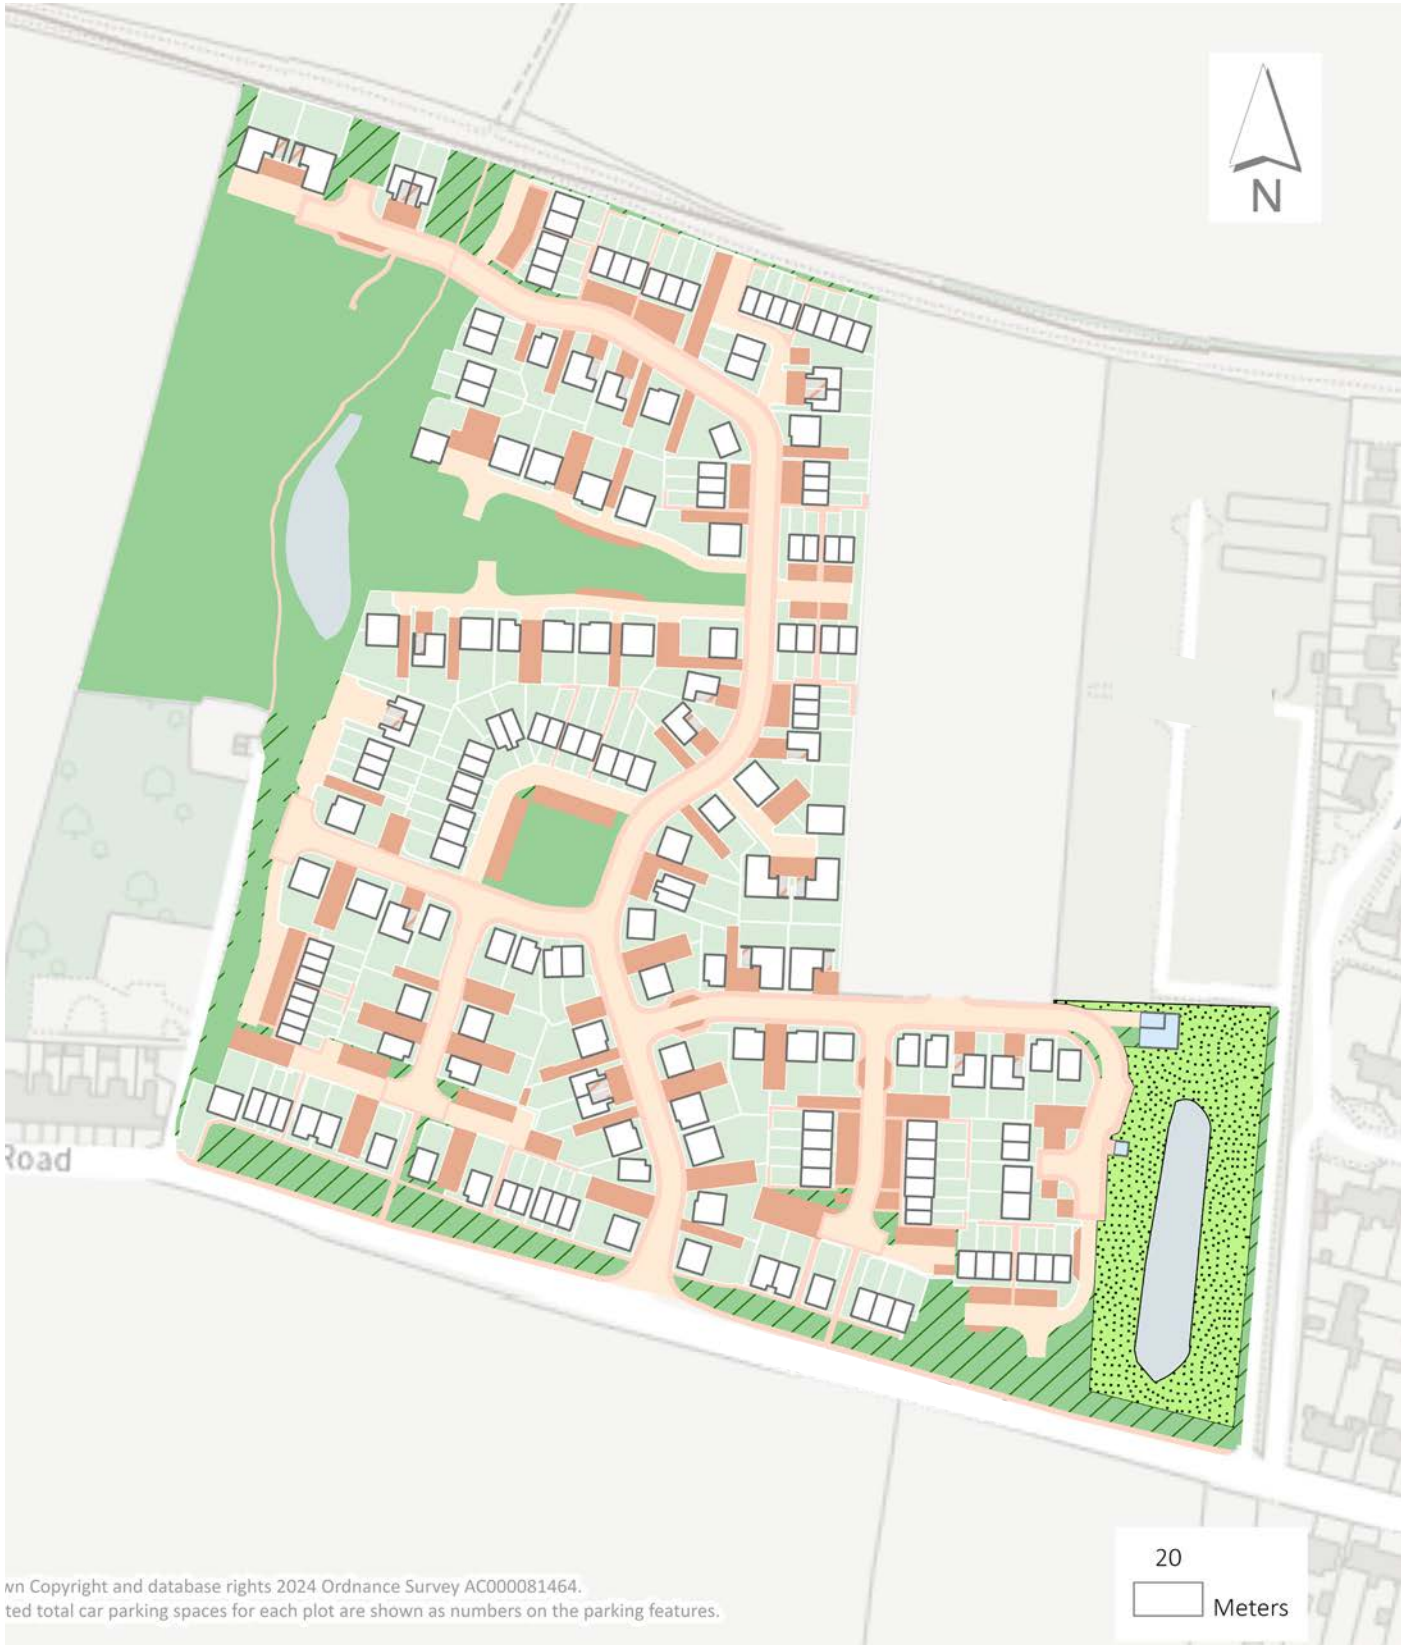 N
Road
20
Meters
wn Copyright and database rights 2024 Ordnance Survey AC000081464.
ted total car parking spaces for each plot are shown as numbers on the parking features.